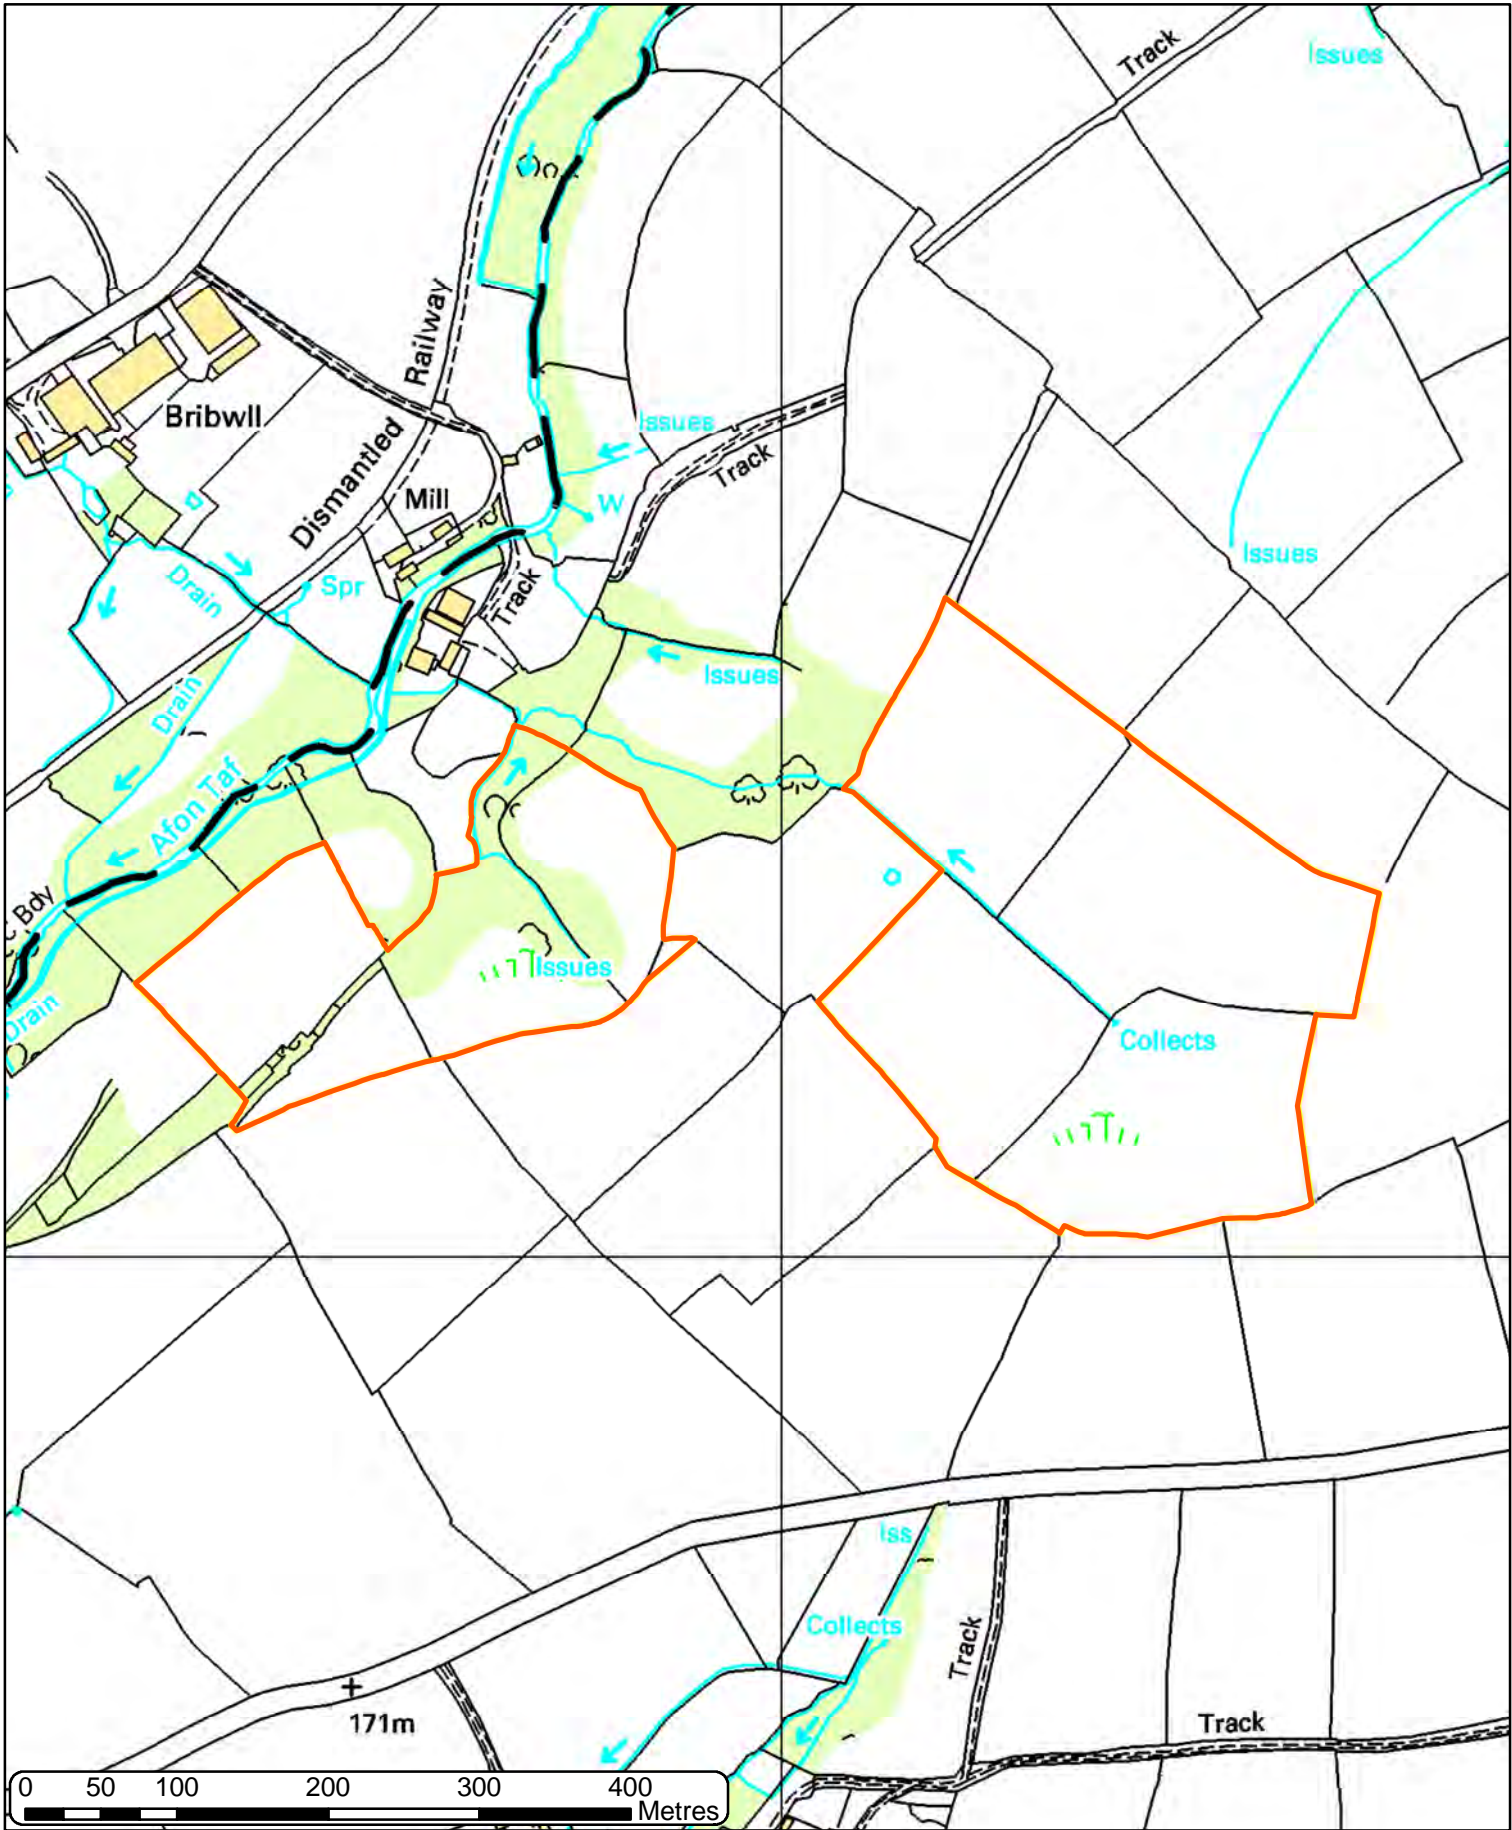 Track
Issues
Railway
Bribwll
Issues
Track
Dismantled
Mill
W
Issues
Drain
Spr
Track
Issues
Drain
Afon Taf
Bdy
Issues
Drain
Collects
Iss
Collects
Track
171m
Track
0 50 100 200 300 400
Metres